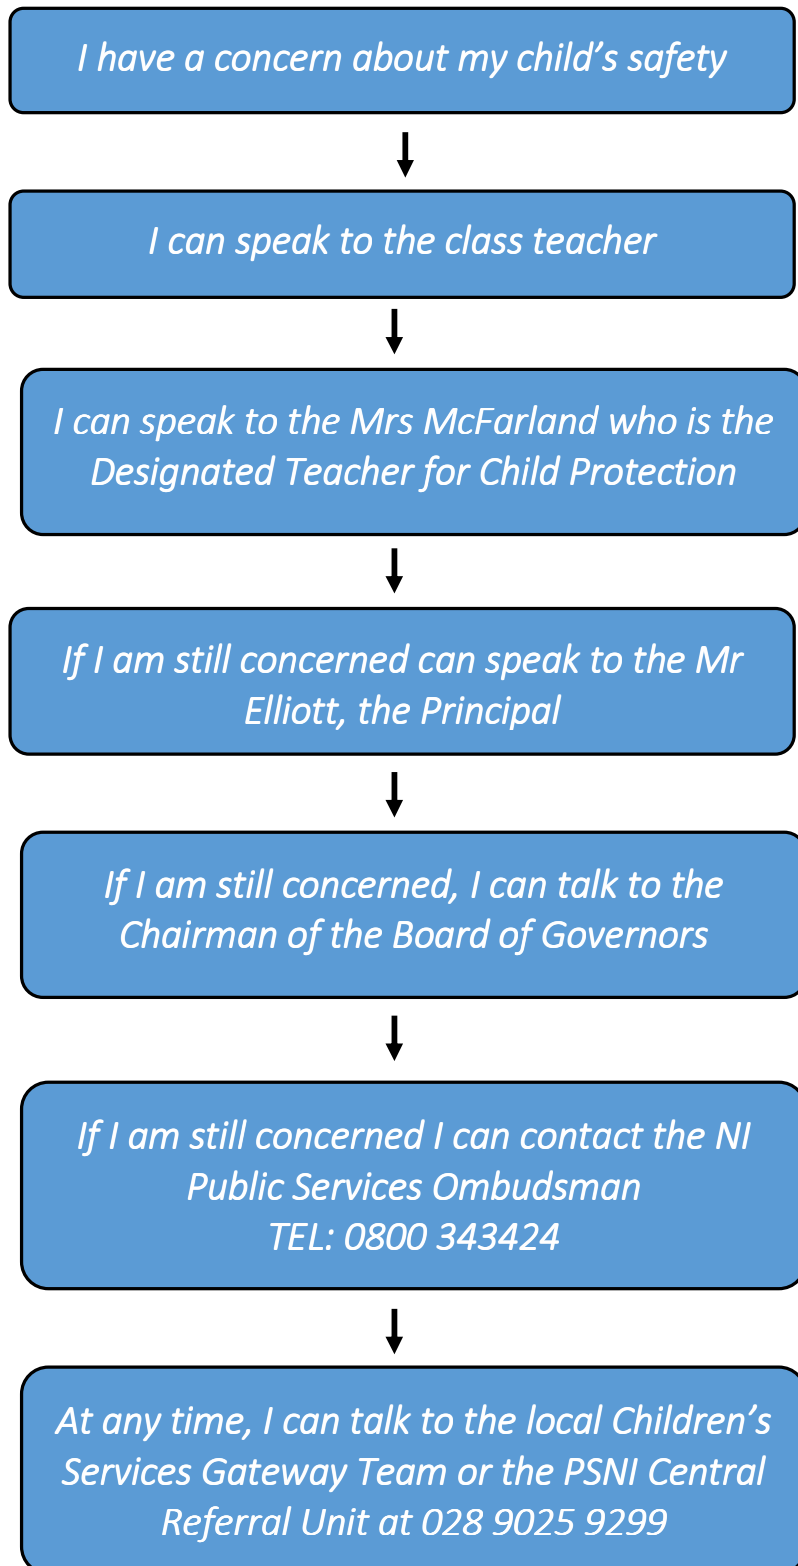 I have a concern about my child’s safety
I can speak to the class teacher
I can speak to the Mrs McFarland who is the
Designated Teacher for Child Protection
If I am still concerned can speak to the Mr
Elliott, the Principal
If I am still concerned, I can talk to the
Chairman of the Board of Governors
If I am still concerned I can contact the NI
Public Services Ombudsman
TEL: 0800 343424
At any time, I can talk to the local Children’s
Services Gateway Team or the PSNI Central
Referral Unit at 028 9025 9299